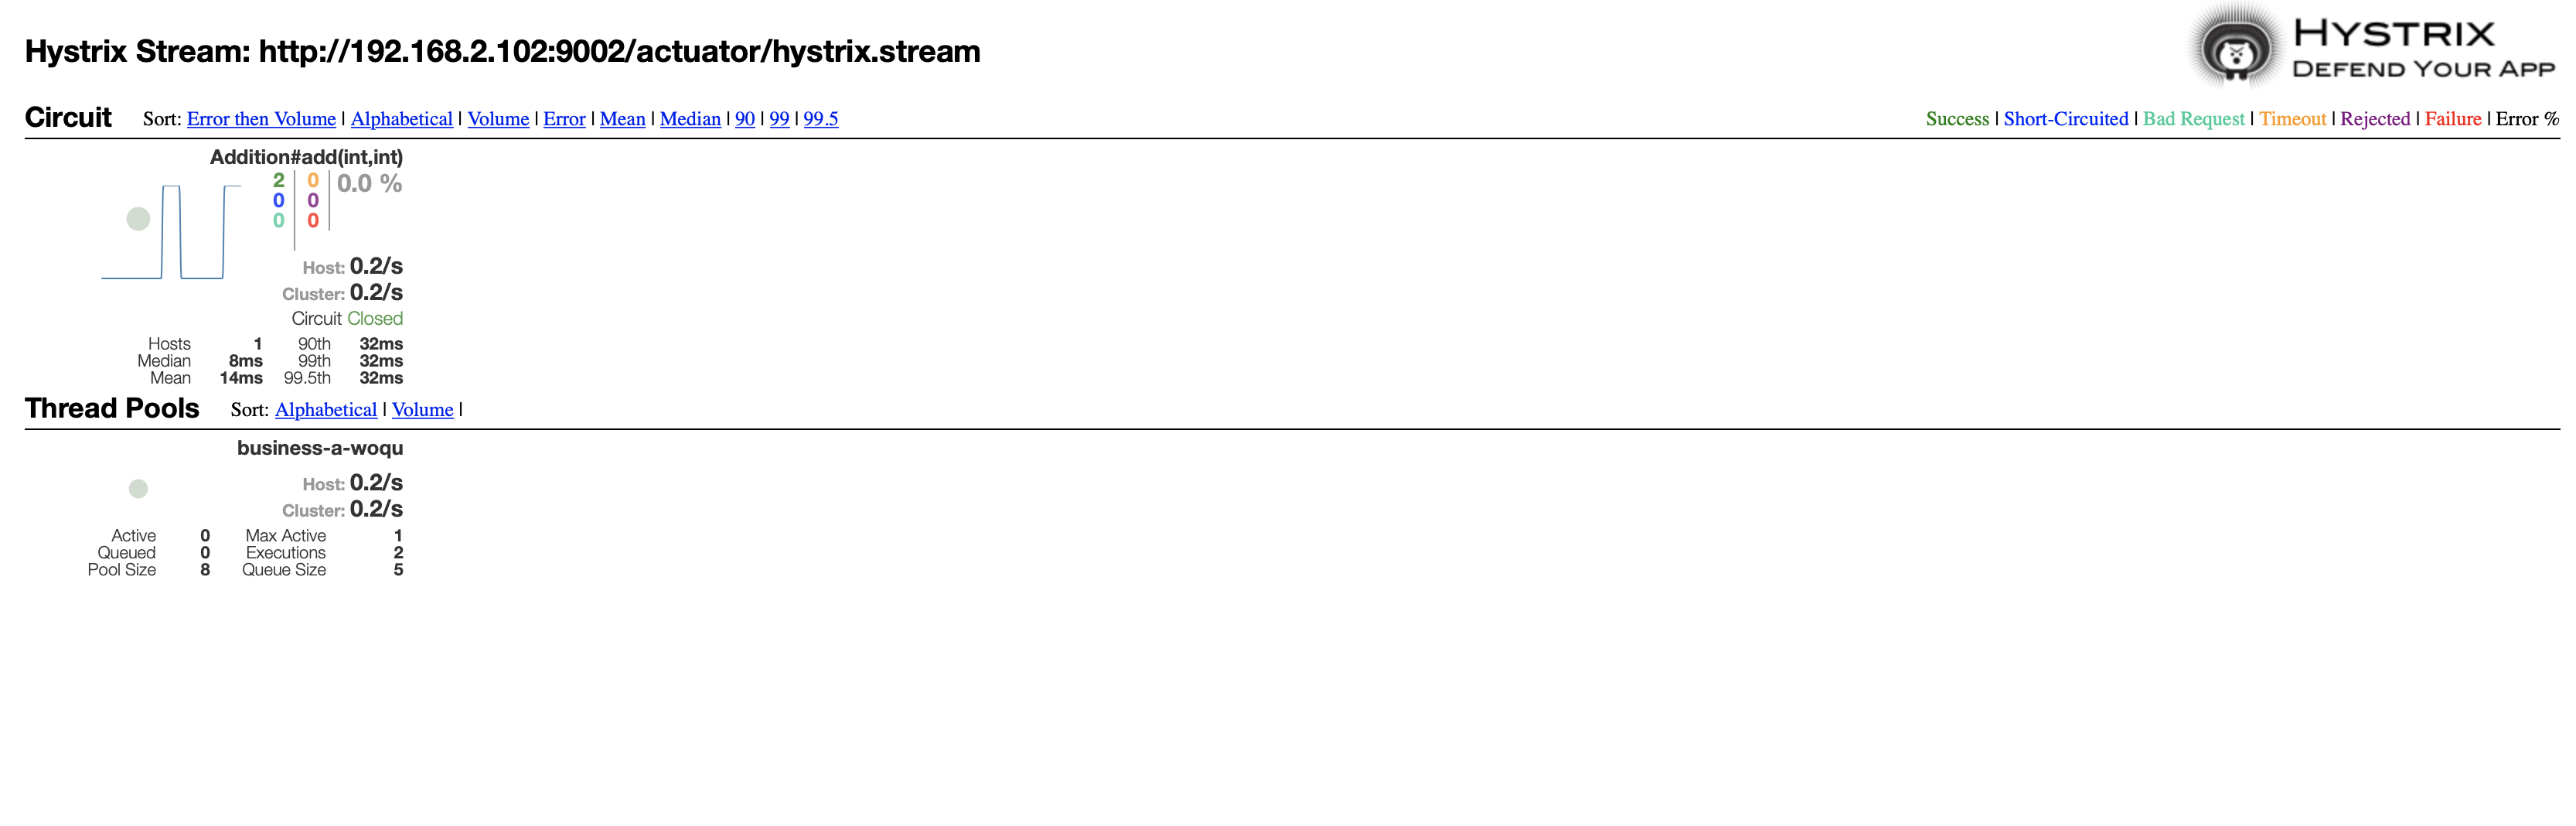 Hystrix Stream: http://192.168.2.102:9002/actuator/hystrix.stream
HYSTRIX
DEFEND YOUR APP
Circuit Sort: Error then Volume | Alphabetical | Volume | Error | Mean | Median | 90 | 99 | 99.5
Success | Short-Circuited | Bad Request | Timeout | Rejected | Failure | Error %
Addition#add(int,int)
2 0 0.0 %
0 0
0 0
Host: 0.2/s
Cluster: 0.2/s
Circuit Closed
Hosts 1 90th 32ms
Median 8ms 99th 32ms
Mean 14ms 99.5th 32ms
Thread Pools Sort: Alphabetical | Volume |
business-a-woqu
Host: 0.2/s
Cluster: 0.2/s
Active 0 Max Active 1
Queued 0 Executions 2
Pool Size 8 Queue Size 5